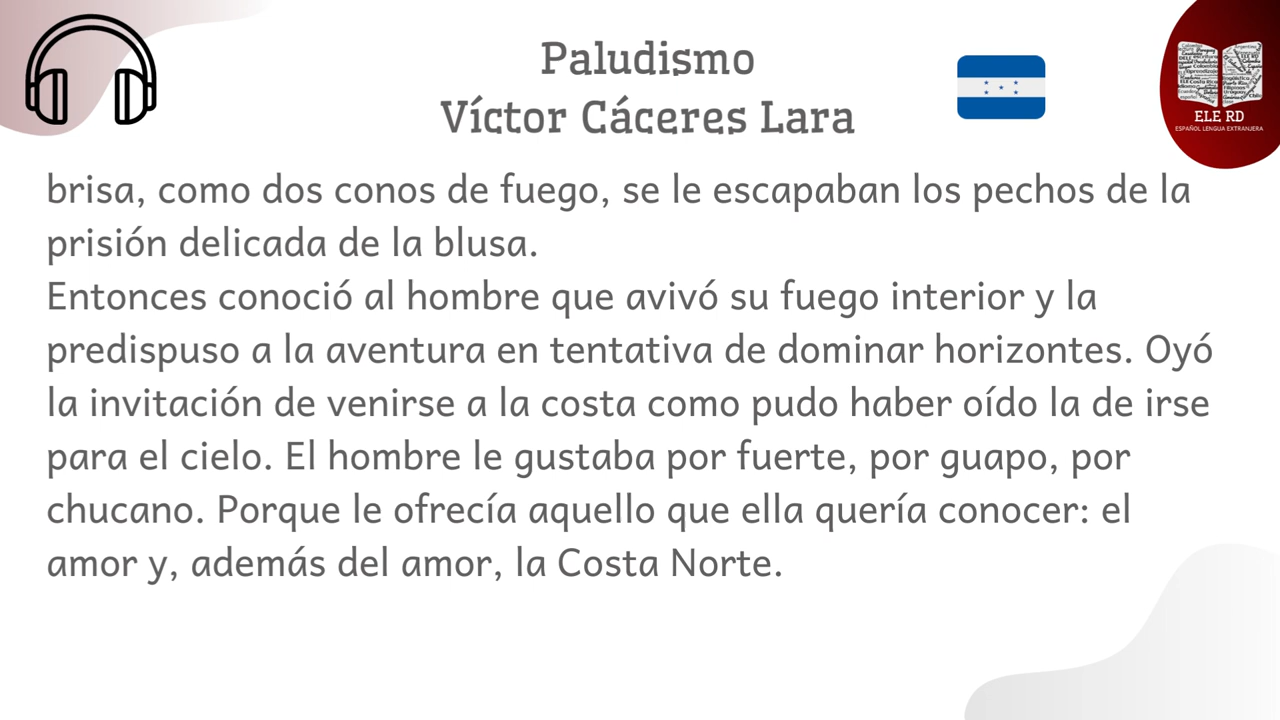 Paludismo
Víctor Cáceres Lara
ELE RD
ESPAÑOL LENGUA EXTRANJERA
brisa, como dos conos de fuego, se le escapaban los pechos de la
prisión delicada de la blusa.
Entonces conoció al hombre que avivó su fuego interior y la
predispuso a la aventura en tentativa de dominar horizontes. Oyó
la invitación de venirse a la costa como pudo haber oído la de irse
para el cielo. El hombre le gustaba por fuerte, por guapo, por
chucano. Porque le ofrecía aquello que ella quería conocer: el
amor y, además del amor, la Costa Norte.